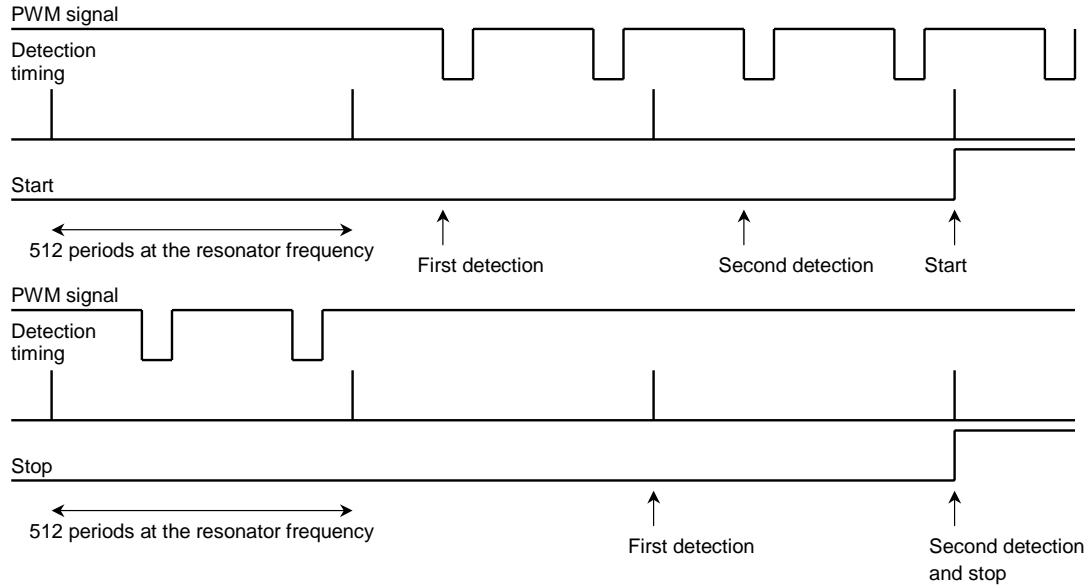 PWM signal
Detection
timing
Start
512 periods at the resonator frequency
First detection
Second detection
Start
PWM signal
Detection
timing
Stop
512 periods at the resonator frequency
First detection
Second detection
and stop